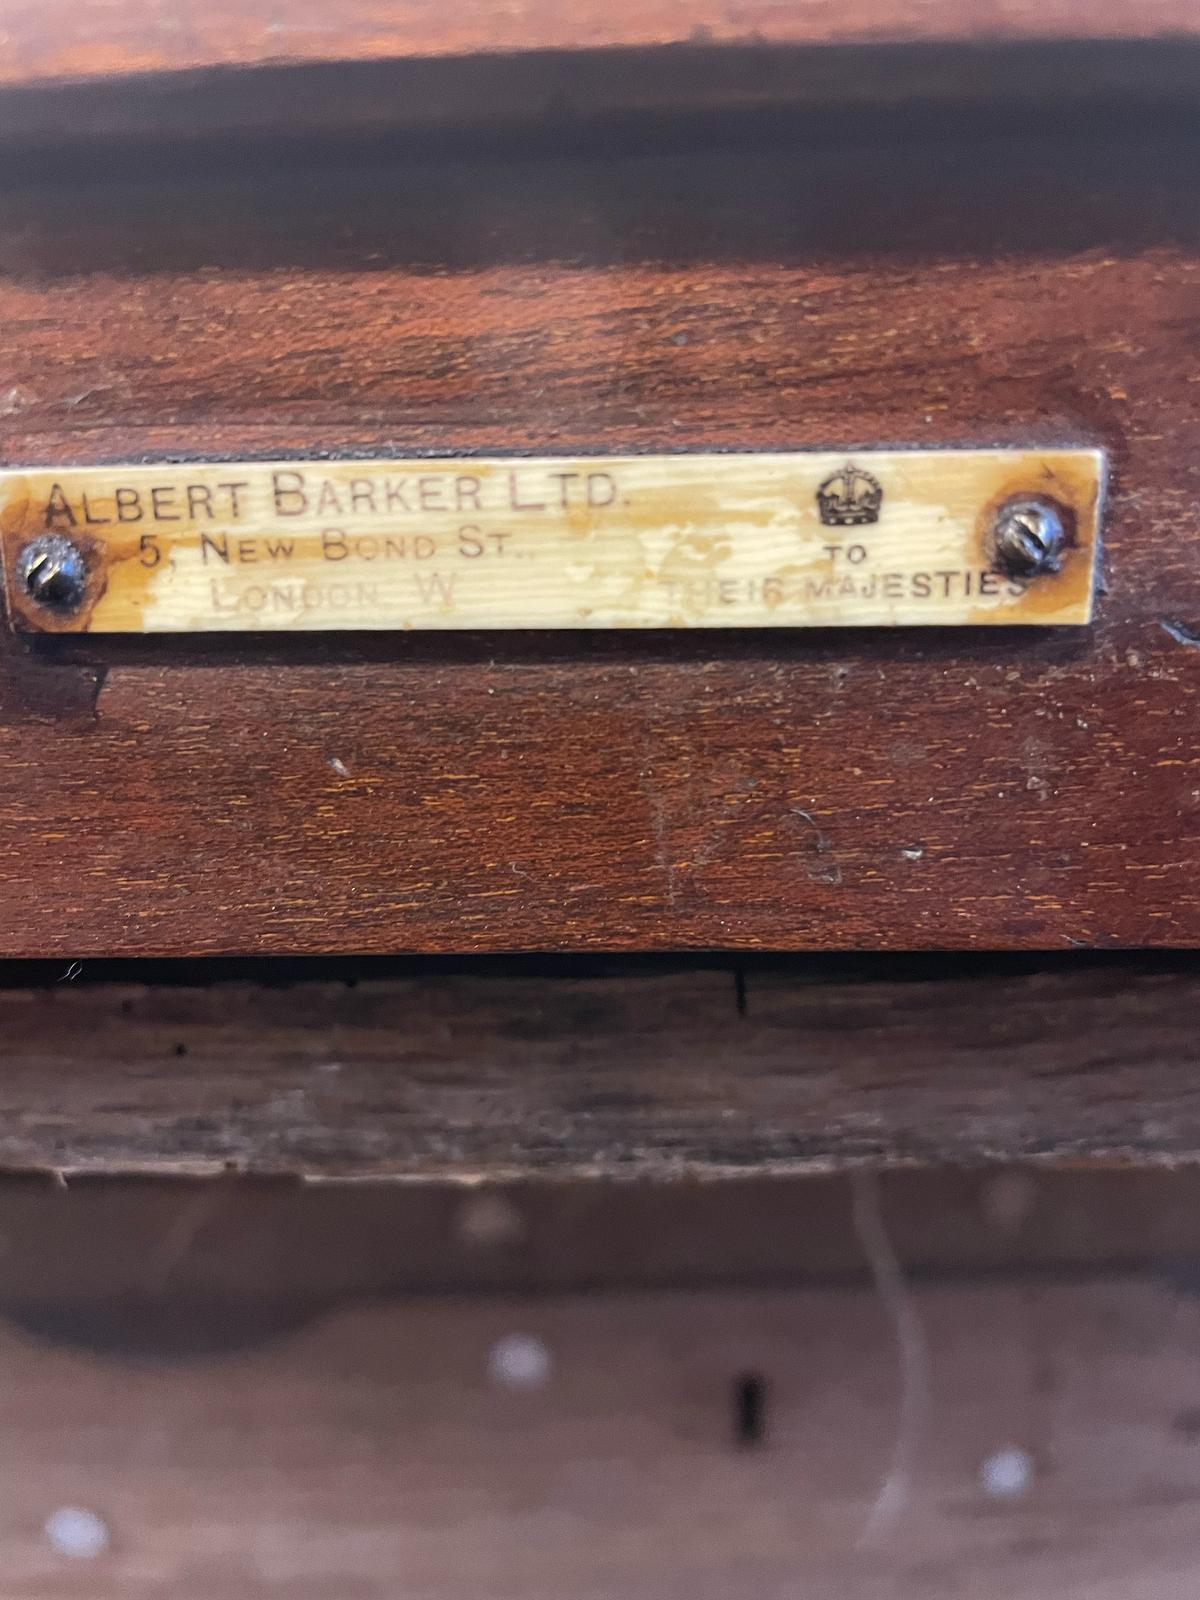 ALBERT BARKER LTD.
5, NEW BOND ST.,
LONDON W
TO
THEIR MAJESTIES